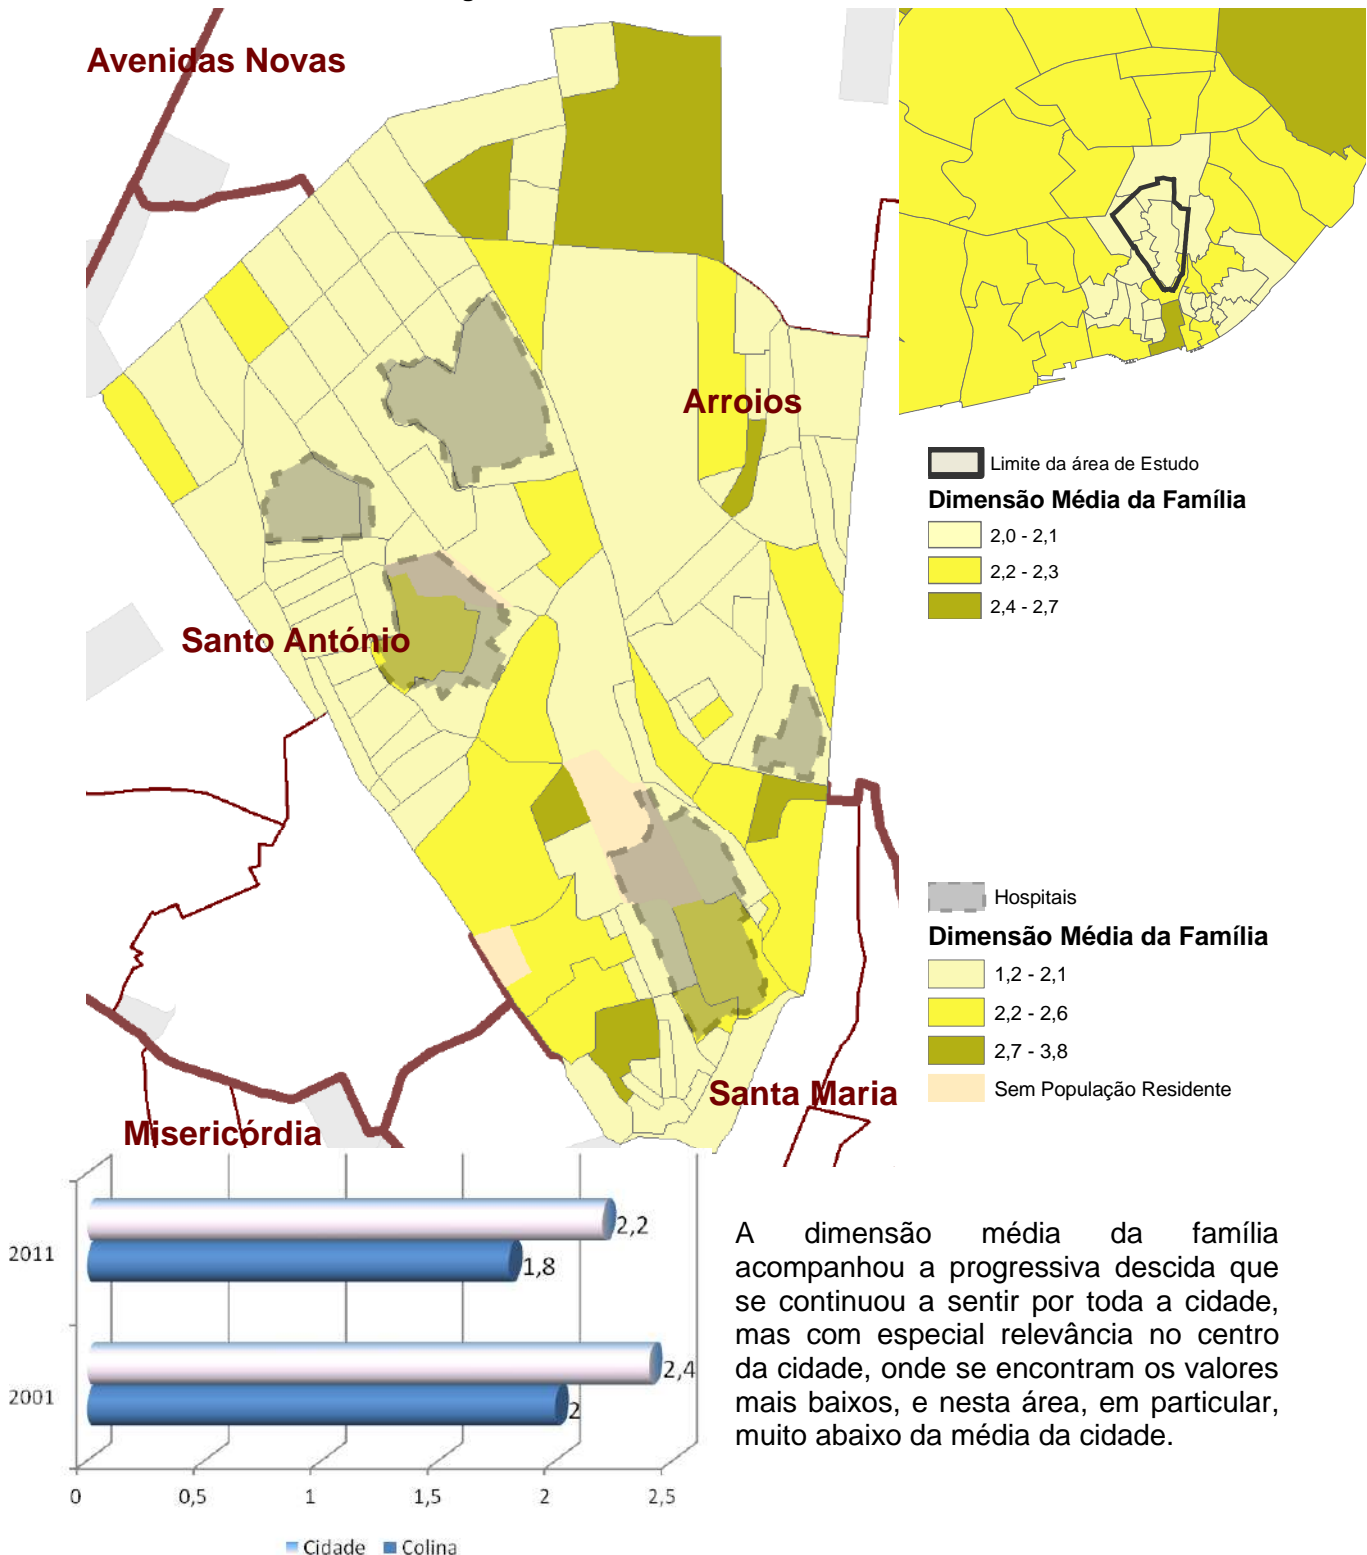 Avenidas Novas
Arroios
Santo António
Santa Maria
Misericórdia
Limite da área de Estudo
Dimensão Média da Família
2,0 - 2,1
2,2 - 2,3
2,4 - 2,7
Hospitais
Dimensão Média da Família
1,2 - 2,1
2,2 - 2,6
2,7 - 3,8
Sem População Residente
2011
2,2
1,8
2001
2,4
2
0
0,5
1
1,5
2
2,5
Cidade
Colina
A dimensão média da família
acompanhou a progressiva descida que
se continuou a sentir por toda a cidade,
mas com especial relevância no centro
da cidade, onde se encontram os valores
mais baixos, e nesta área, em particular,
muito abaixo da média da cidade.